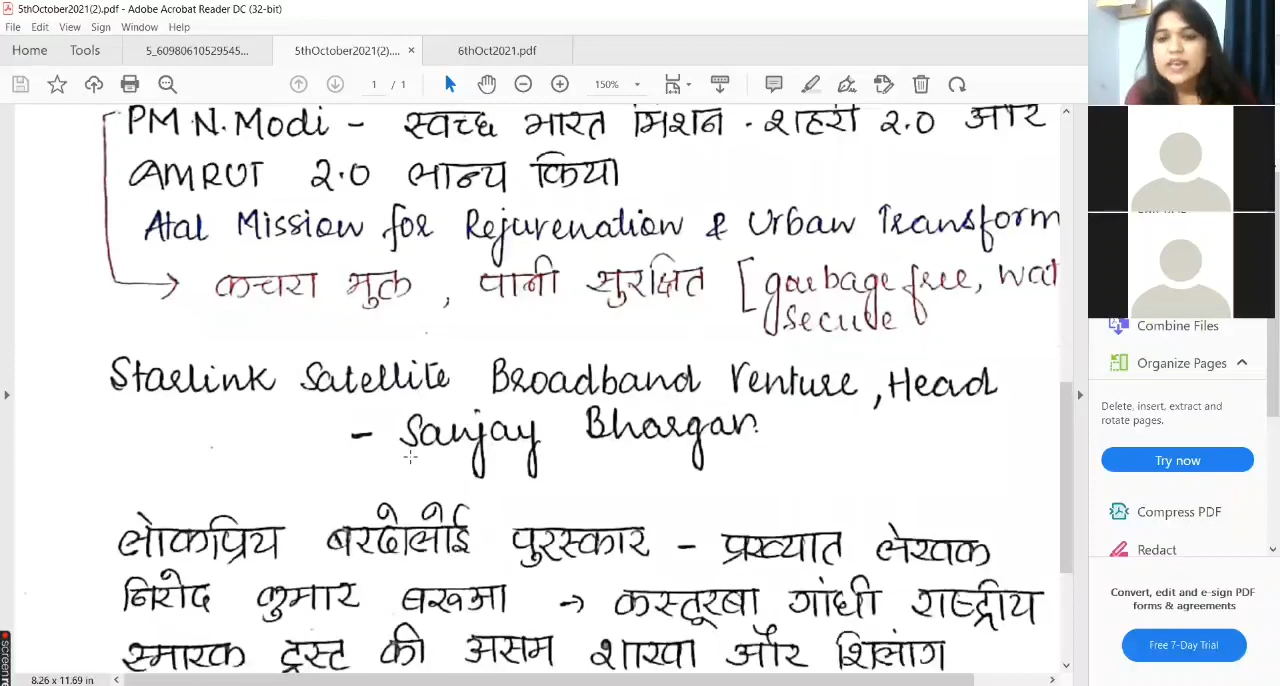 5thOctober2021(2).pdf - Adobe Acrobat Reader DC (32-bit)
File Edit View Sign Window Help
Home Tools 5_60980610529545... 5thOctober2021(2).... × 6thOct2021.pdf
1 / 1 150%
PM N. Modi - स्वच्छ भारत मिशन - शहरी 2.0 और
AMRUT 2.0 लान्च किया
Atal Mission for Rejuvenation & Urban Transform
कचरा मुक्त, पानी सुरक्षित [garbage free, wat
secure
Starlink Satellite Broadband Venture, Head
- Sanjay Bhargav
लोकप्रिय बरदोलोई पुरस्कार - प्रख्यात लेखक
निरोद कुमार बरुआ → कस्तूरबा गांधी राष्ट्रीय
स्मारक ट्रस्ट की असम शाखा और शिलांग
8.26 x 11.69 in
Combine Files
Organize Pages
Delete, insert, extract and
rotate pages.
Try now
Compress PDF
Redact
Convert, edit and e-sign PDF
forms & agreements
Free 7-Day Trial